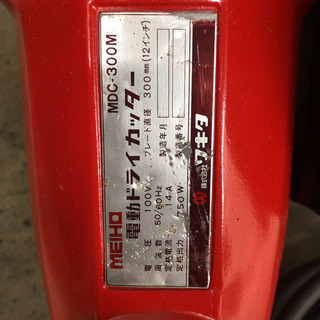 MEIHO MDC-300M
電動ドライカッター
電圧 100V ブレード直径 300mm(12インチ)
周波数 50/60Hz
定格電流 14A 製造年月
定格出力 750W 製造番号
株式会社 ワキタ